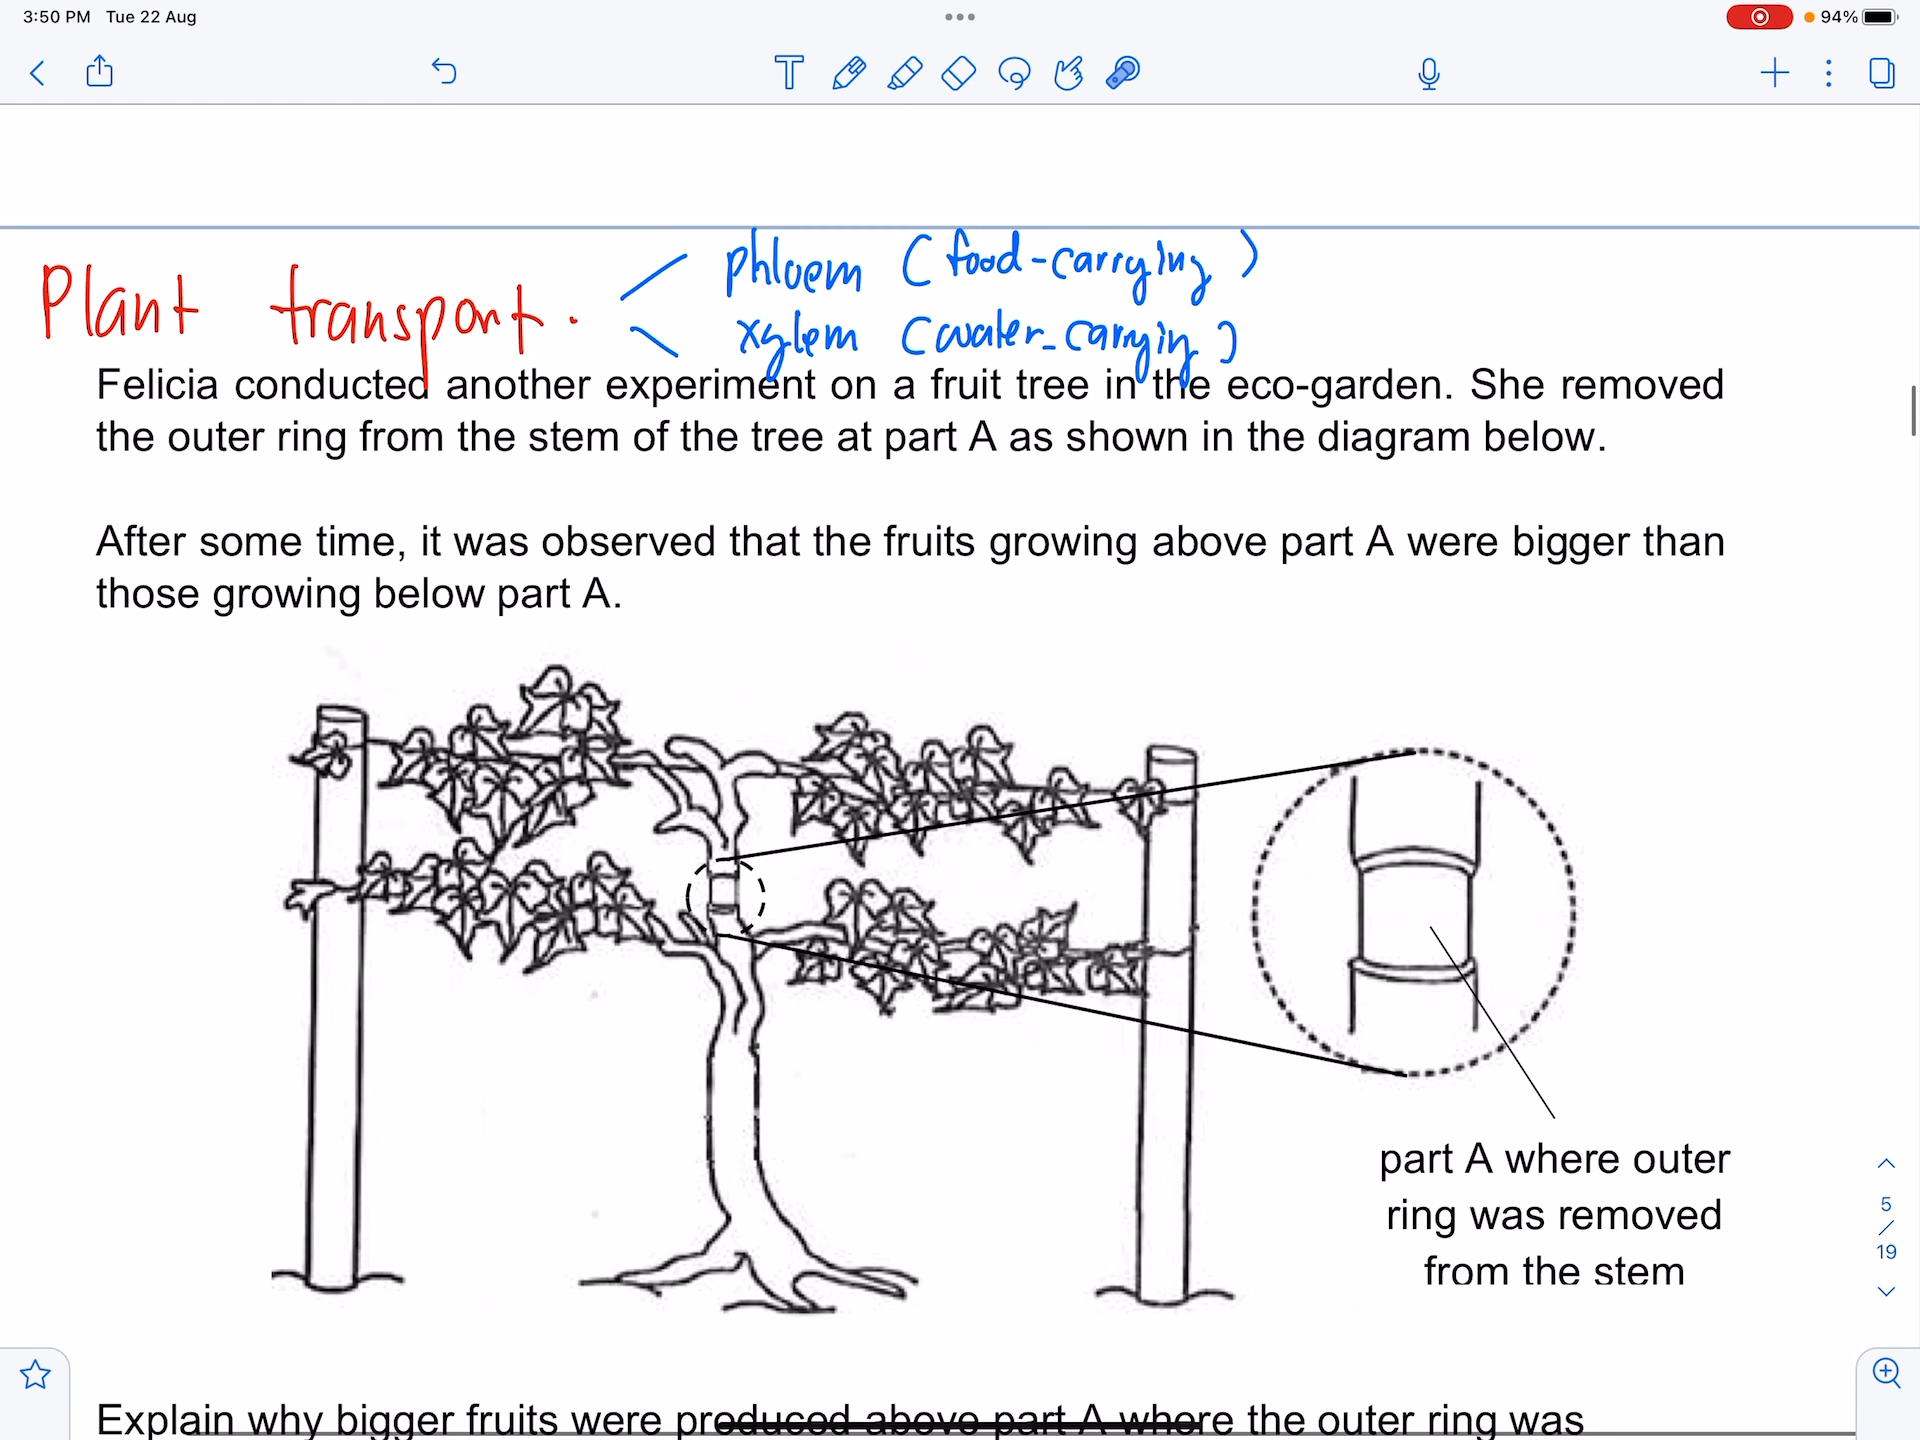 3:50 PM Tue 22 Aug
94%
phloem (food-carrying)
Plant transport.
xylem (water-carrying)
Felicia conducted another experiment on a fruit tree in the eco-garden. She removed
the outer ring from the stem of the tree at part A as shown in the diagram below.
After some time, it was observed that the fruits growing above part A were bigger than
those growing below part A.
part A where outer
ring was removed
from the stem
5
/
19
Explain why bigger fruits were produced above part A where the outer ring was